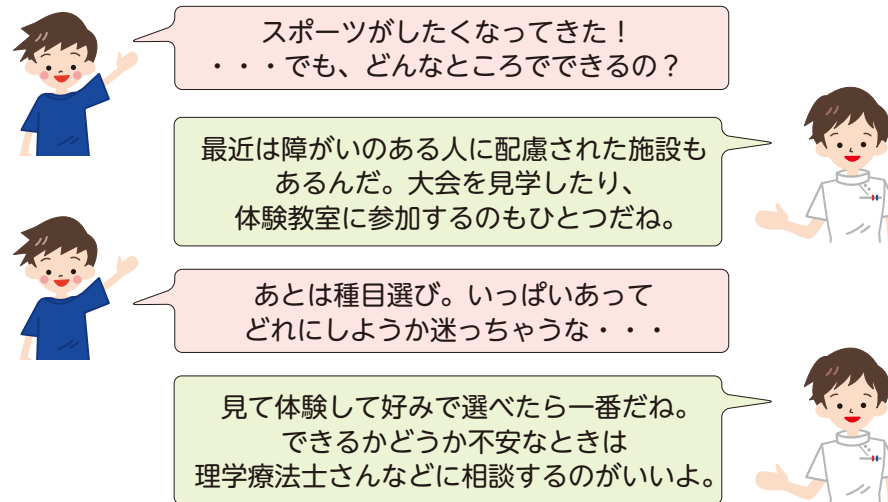 スポーツがしたくなってきた！
・・・でも、どんなところでできるの？
最近は障がいのある人に配慮された施設も
あるんだ。大会を見学したり、
体験教室に参加するのもひとつだね。
あとは種目選び。いっぱいあって
どれにしようか迷っちゃうな・・・
見て体験して好みで選べたら一番だね。
できるかどうか不安なときは
理学療法士さんなどに相談するのがいいよ。